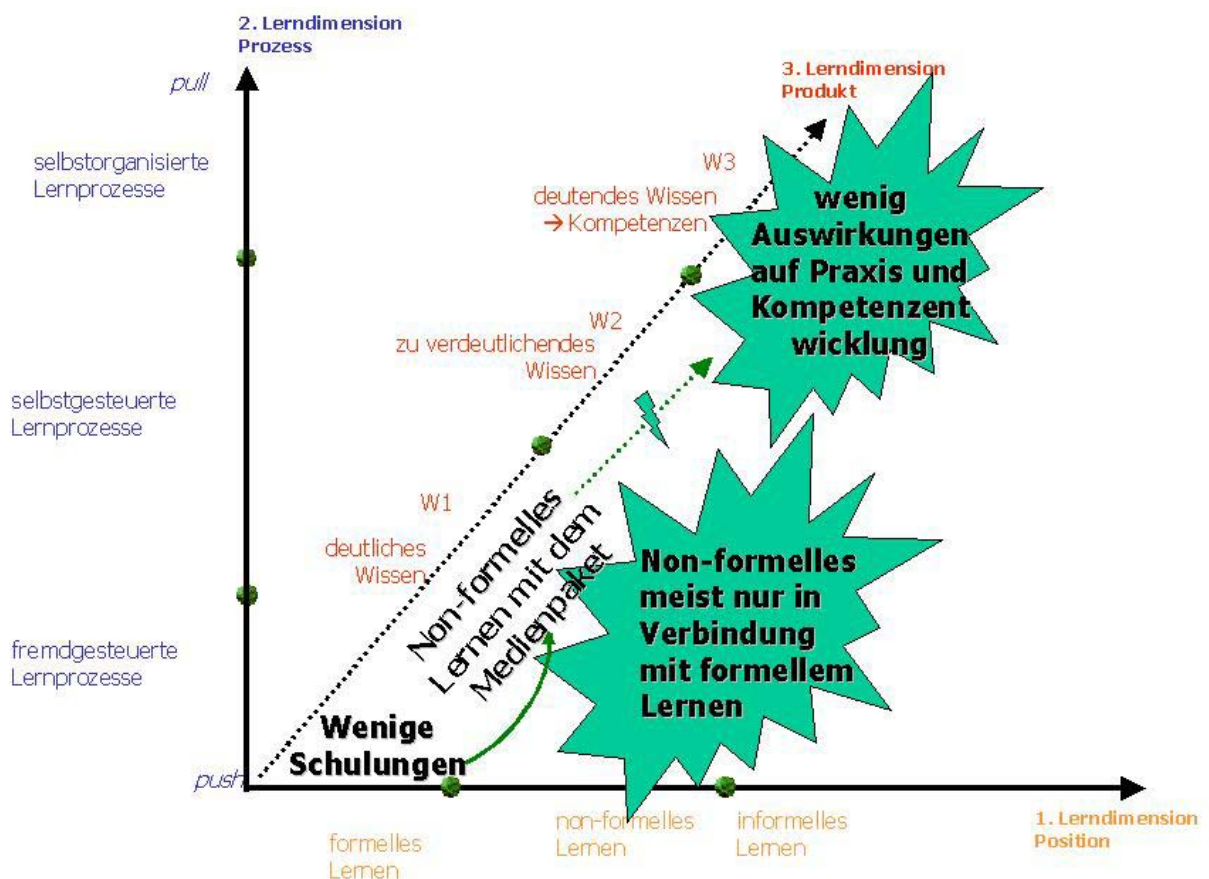 2. Lerndimension
Prozess
pull
selbstorganisierte
Lernprozesse
selbstgesteuerte
Lernprozesse
fremdgesteuerte
Lernprozesse
push
3. Lerndimension
Produkt
W3
deutendes Wissen
→ Kompetenzen
W2
zu verdeutlichendes
Wissen
W1
deutliches
Wissen
wenig
Auswirkungen
auf Praxis und
Kompetenzent
wicklung
Non-formelles
Lernen mit dem
Medienpaket
Non-formelles
meist nur in
Verbindung
mit formellem
Lernen
Wenige
Schulungen
formelles
Lernen
non-formelles
Lernen
informelles
Lernen
1. Lerndimension
Position